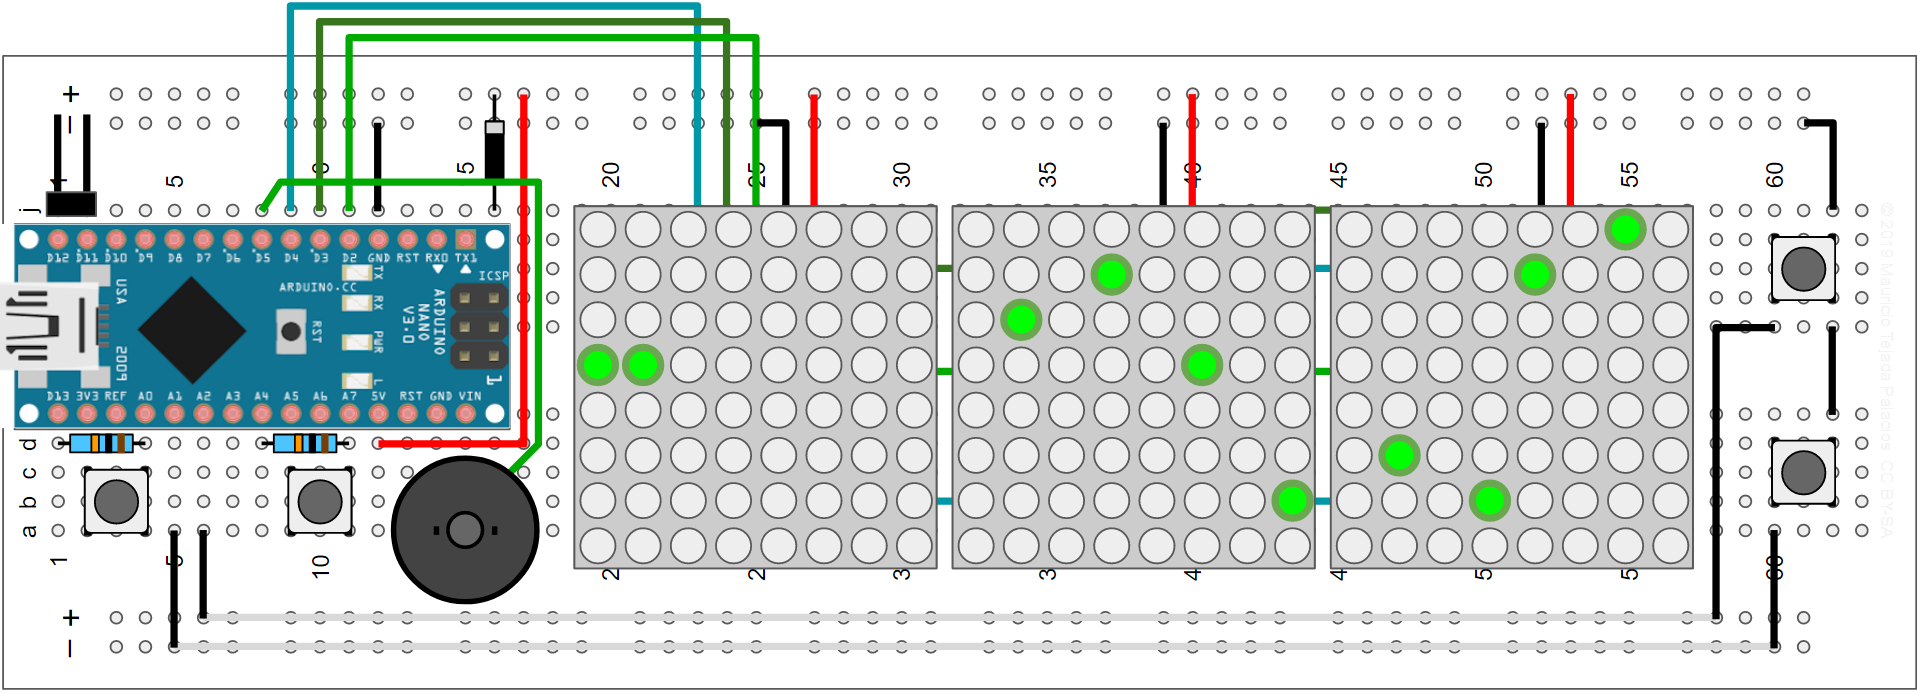 +
−
1 5 0 5 20 25 30 35 40 45 50 55 60
j
D12 D11 D10 D9 D8 D7 D6 D5 D4 D3 D2 GND RST RX0 TX1
TX
ICSP
USA
ARDUINO.CC
RX
ARDUINO
NANO
V3.0
RST
PWR
2009
L
1
D13 3V3 REF A0 A1 A2 A3 A4 A5 A6 A7 5V RST GND VIN
d
c
b
a
1 5 10 2 2 3 3 4 4 5 5 60
+
−
© 2019 Mauricio Tejada Palacios CC BY-SA